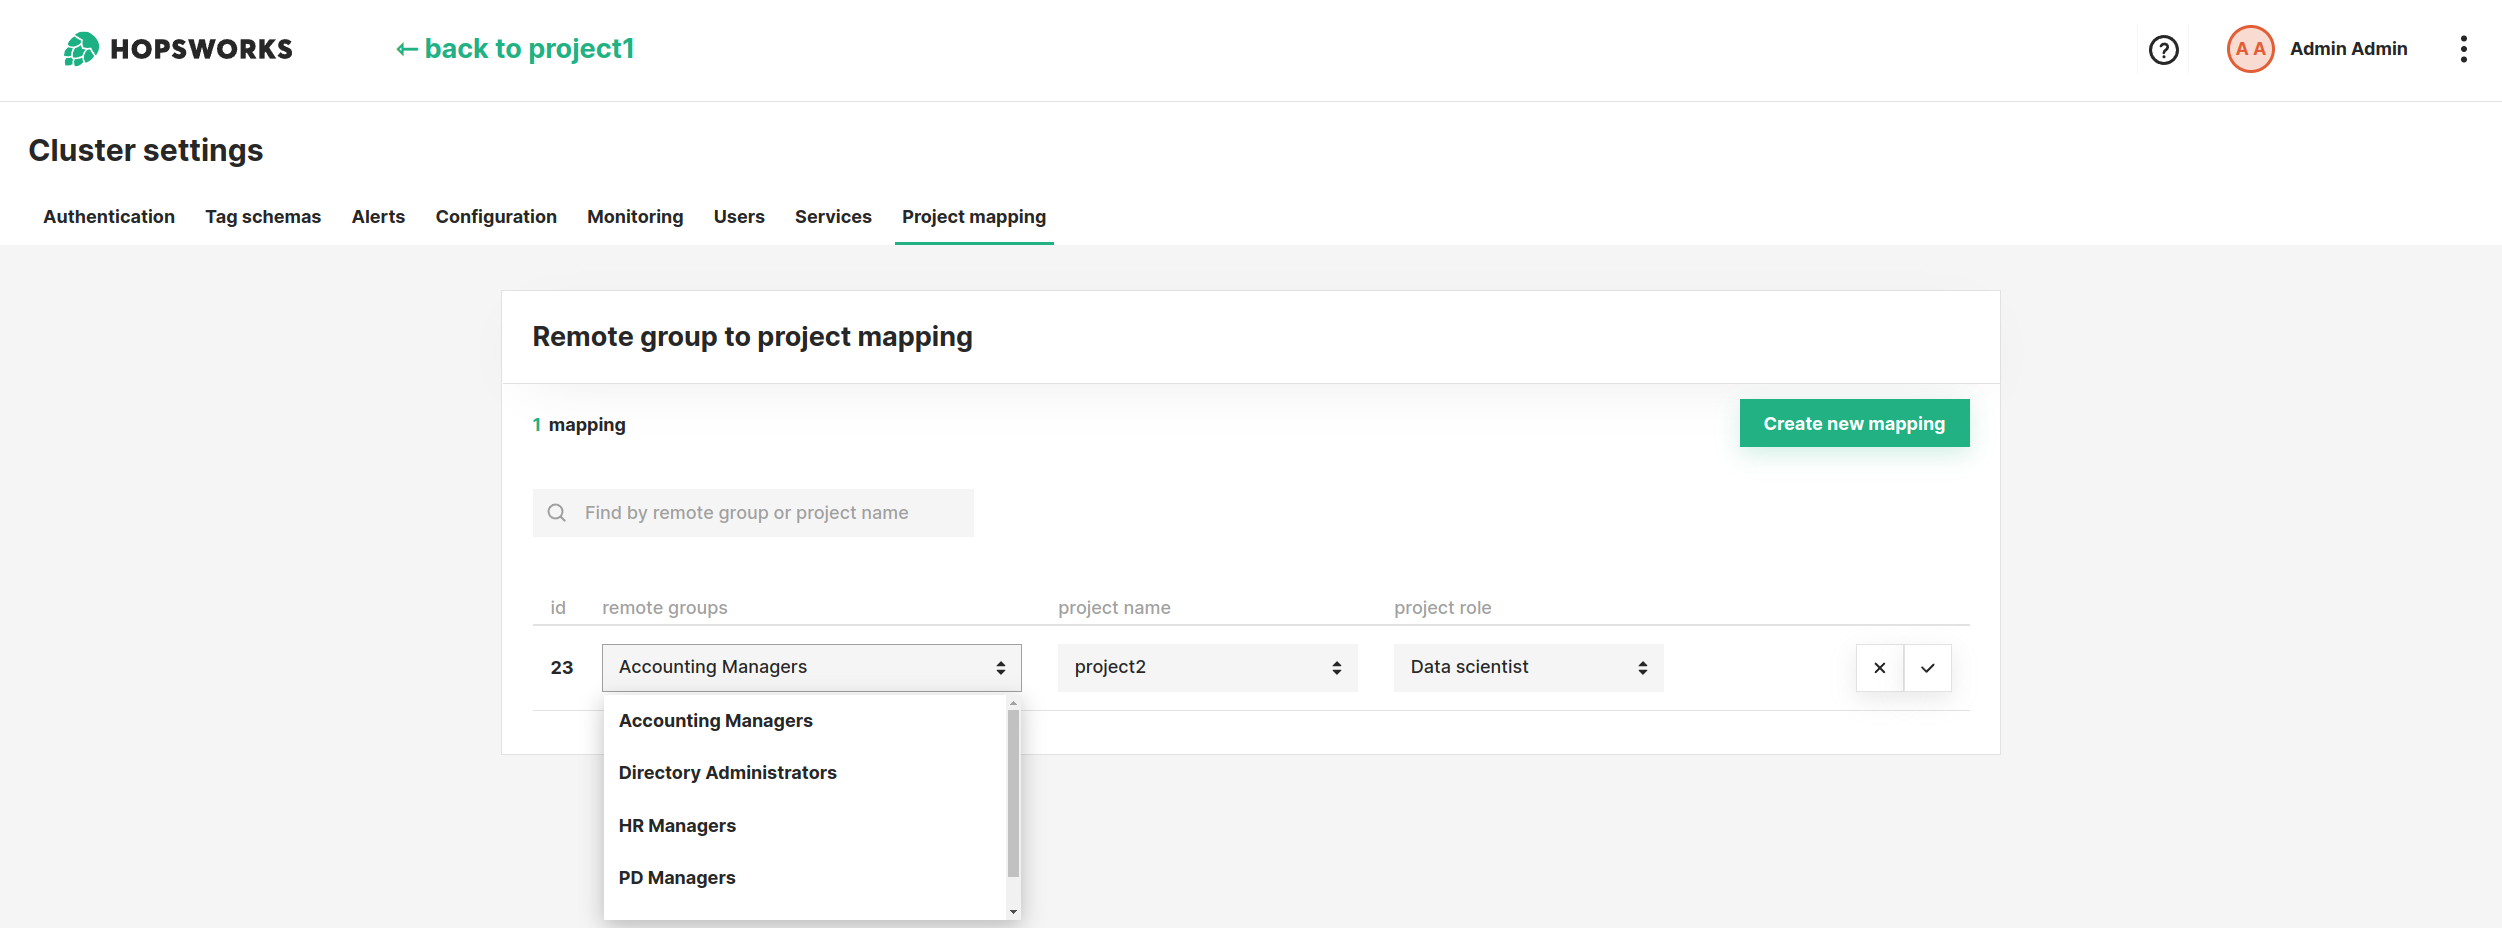 HOPSWORKS
back to project1
? A A Admin Admin
Cluster settings
Authentication Tag schemas Alerts Configuration Monitoring Users Services Project mapping
Remote group to project mapping
1 mapping
Create new mapping
Find by remote group or project name
id remote groups project name project role
23 Accounting Managers project2 Data scientist
Accounting Managers
Directory Administrators
HR Managers
PD Managers